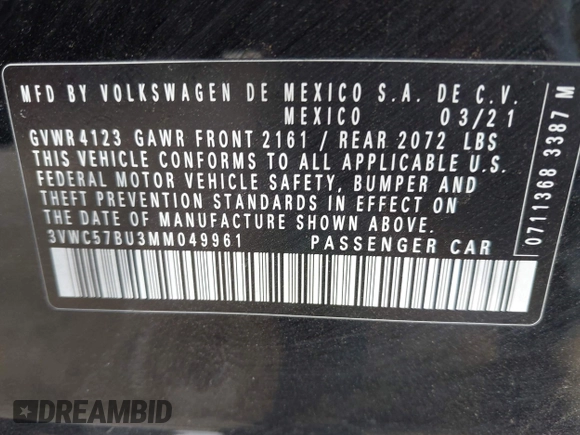 MFD BY VOLKSWAGEN DE MEXICO S.A. DE C.V.
MEXICO 03/21
GVWR 4123 GAWR FRONT 2161 / REAR 2072 LBS
THIS VEHICLE CONFORMS TO ALL APPLICABLE U.S.
FEDERAL MOTOR VEHICLE SAFETY, BUMPER AND
THEFT PREVENTION STANDARDS IN EFFECT ON
THE DATE OF MANUFACTURE SHOWN ABOVE.
3VWC57BU3MM049961 PASSENGER CAR
0711368 3387 M
DREAMBID